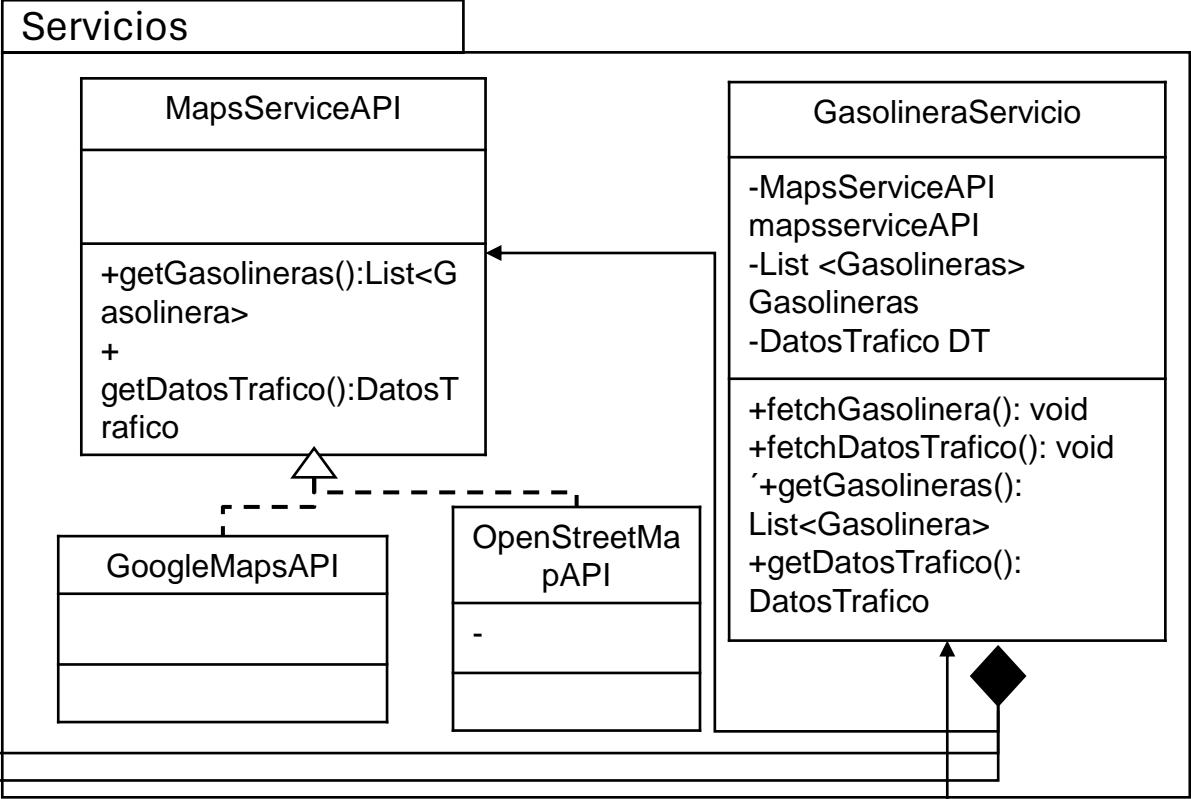 Servicios
MapsServiceAPI
+getGasolineras():List<G
asolinera>
+
getDatosTrafico():DatosT
rafico
GasolineraServicio
-MapsServiceAPI
mapsserviceAPI
-List <Gasolineras>
Gasolineras
-DatosTrafico DT
+fetchGasolinera(): void
+fetchDatosTrafico(): void
´+getGasolineras():
List<Gasolinera>
+getDatosTrafico():
DatosTrafico
GoogleMapsAPI
OpenStreetMa
pAPI
-